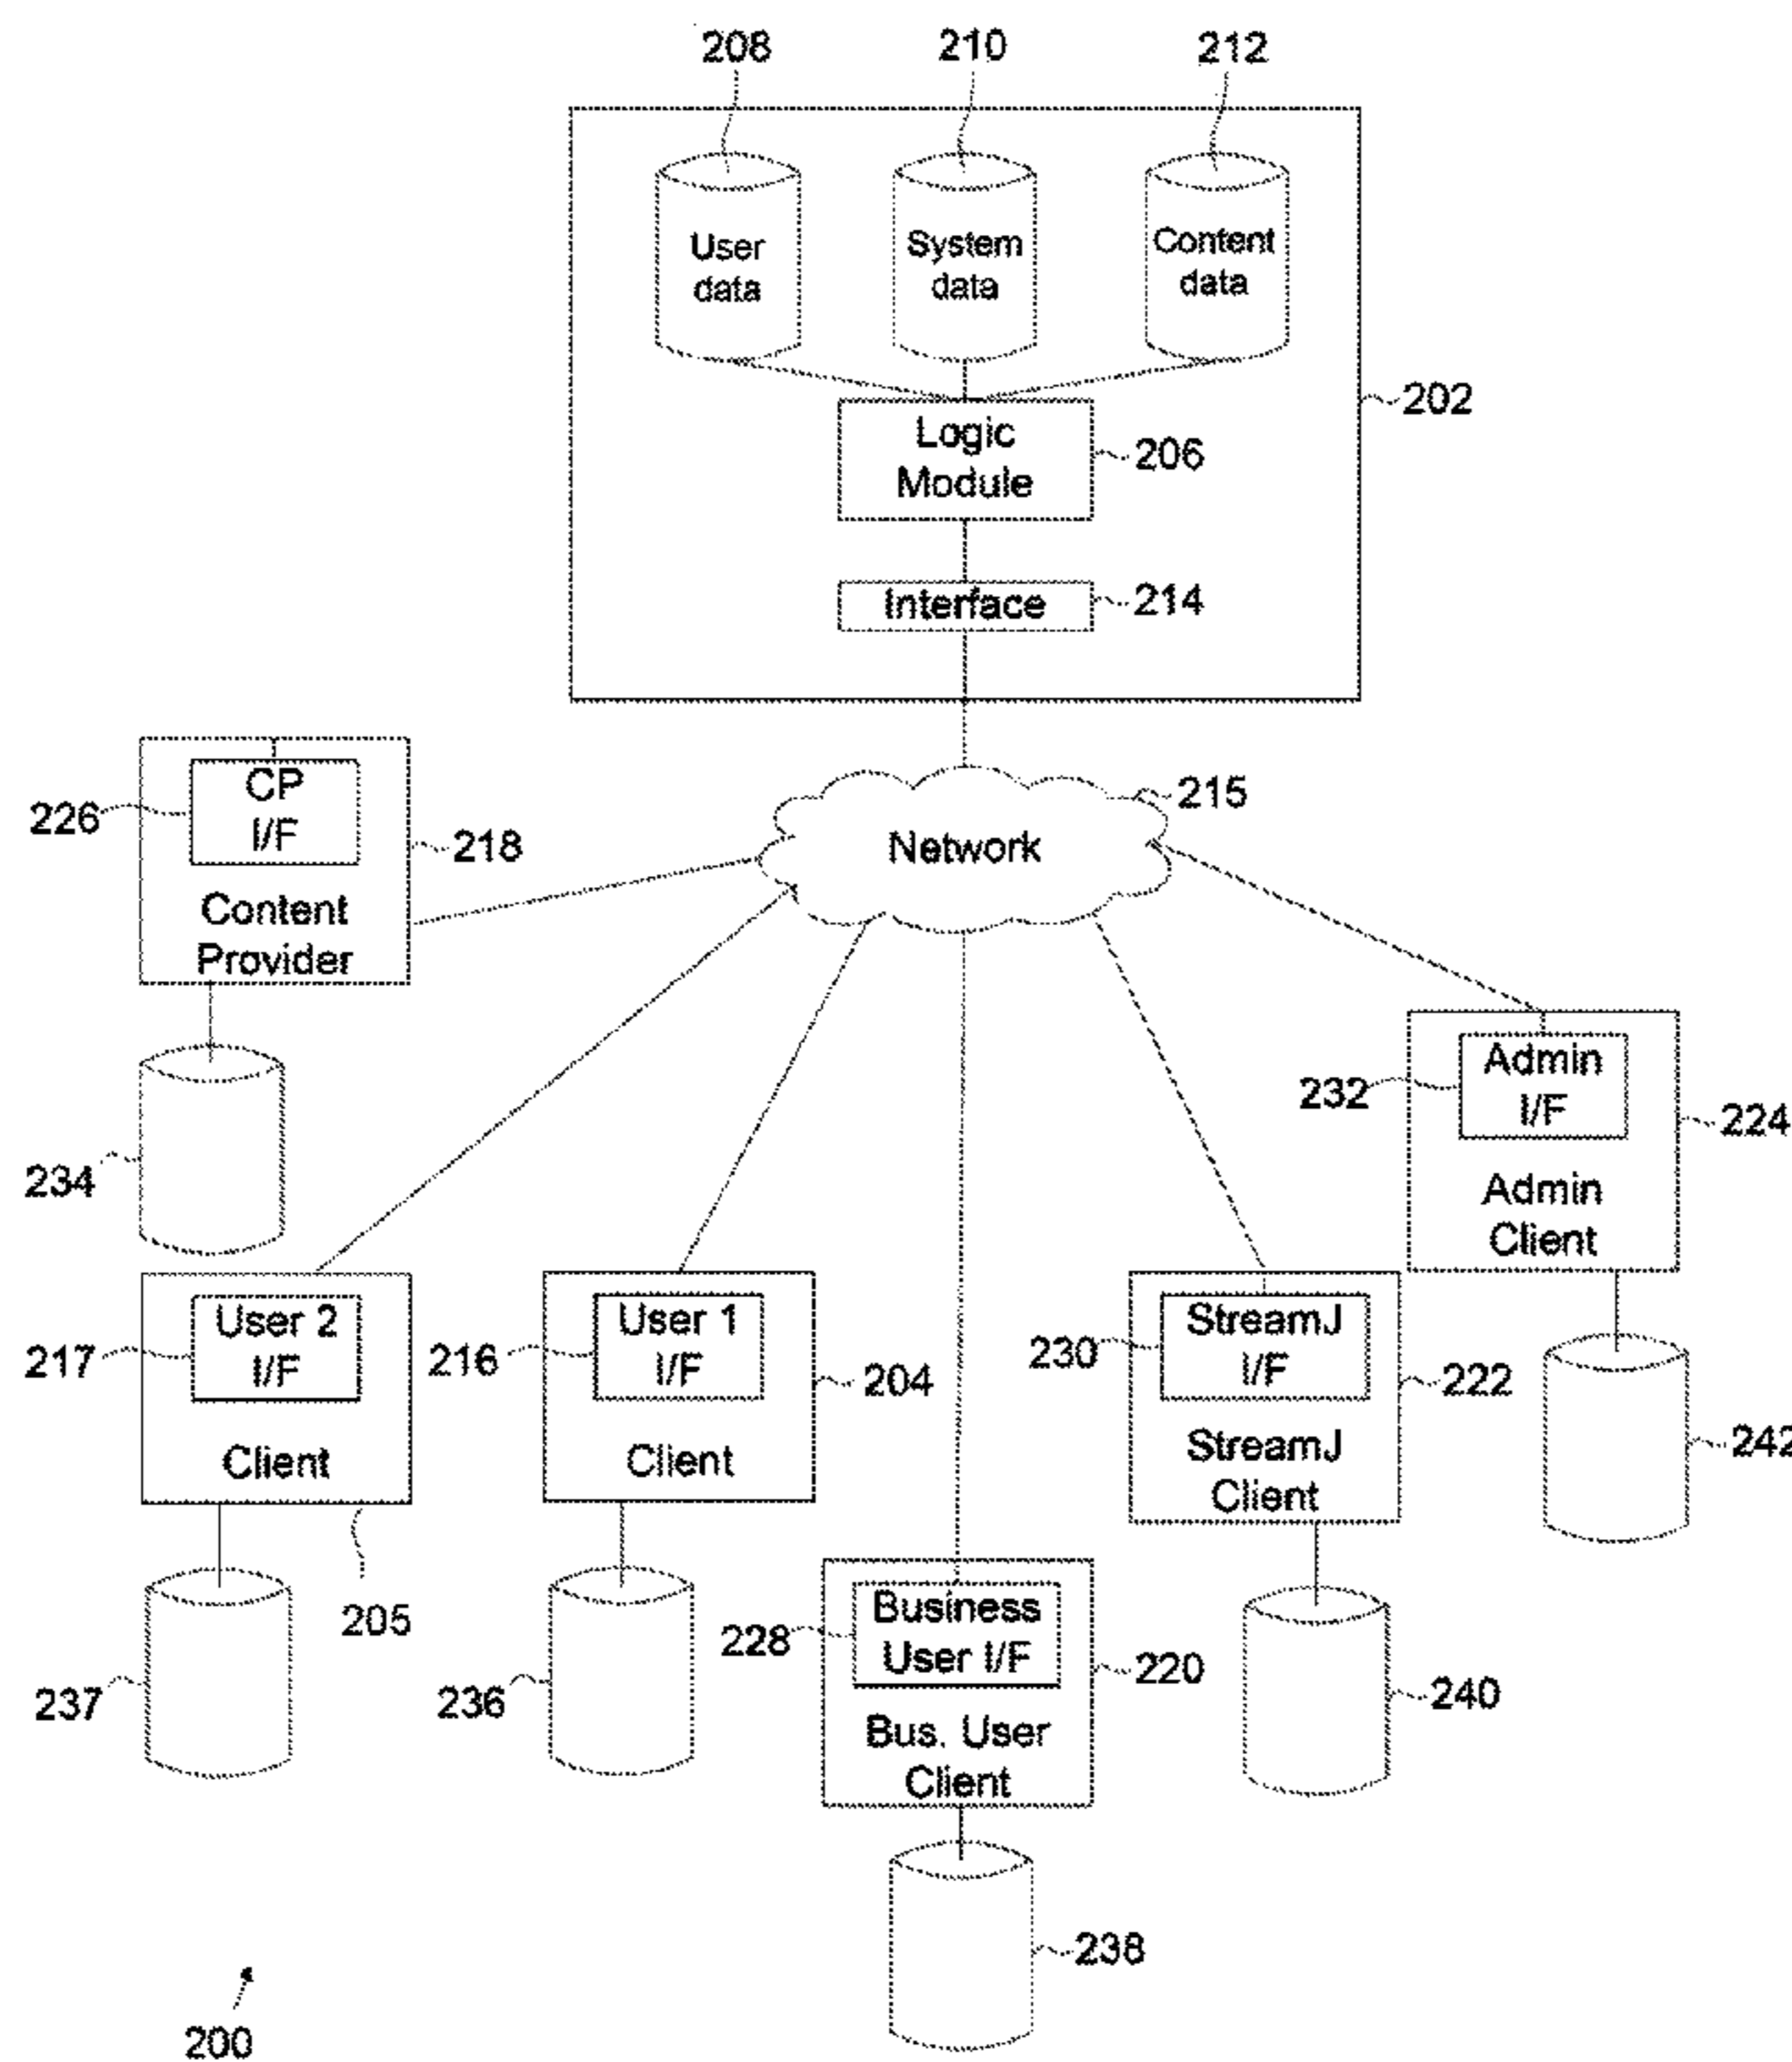 208 210 212
User data
System data
Content data
202
Logic Module
206
Interface
214
215
Network
CP I/F
226
218
Content Provider
234
Admin I/F
232
224
Admin Client
242
User 2 I/F
217
Client
205
237
User 1 I/F
216
204
Client
236
StreamJ I/F
230
222
StreamJ Client
240
Business User I/F
228
220
Bus. User Client
238
200